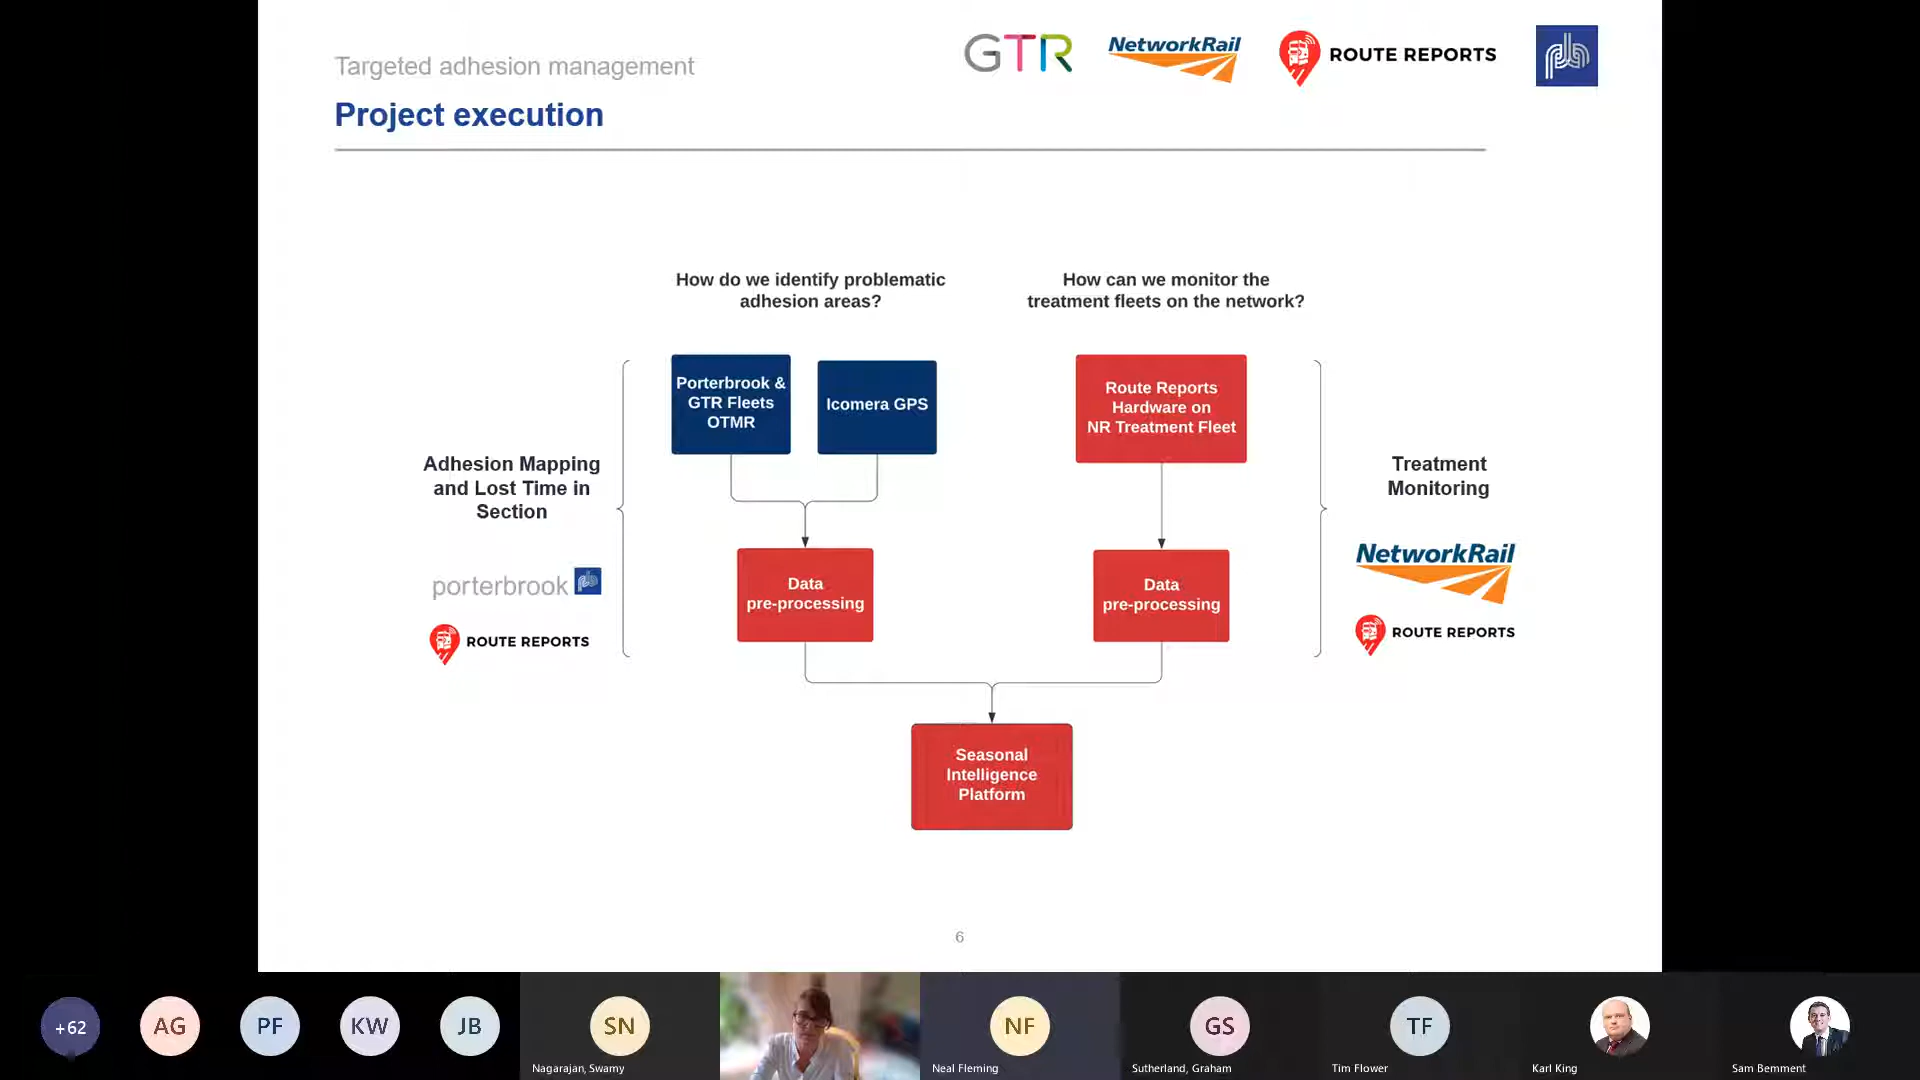 Targeted adhesion management
Project execution
GTR
NetworkRail
ROUTE REPORTS
How do we identify problematic
adhesion areas?
How can we monitor the
treatment fleets on the network?
Porterbrook &
GTR Fleets
OTMR
Icomera GPS
Route Reports
Hardware on
NR Treatment Fleet
Adhesion Mapping
and Lost Time in
Section
Treatment
Monitoring
porterbrook
ROUTE REPORTS
Data
pre-processing
Data
pre-processing
NetworkRail
ROUTE REPORTS
Seasonal
Intelligence
Platform
6
+62
AG
PF
KW
JB
SN
Nagarajan, Swamy
NF
Neal Fleming
GS
Sutherland, Graham
TF
Tim Flower
Karl King
Sam Bemment